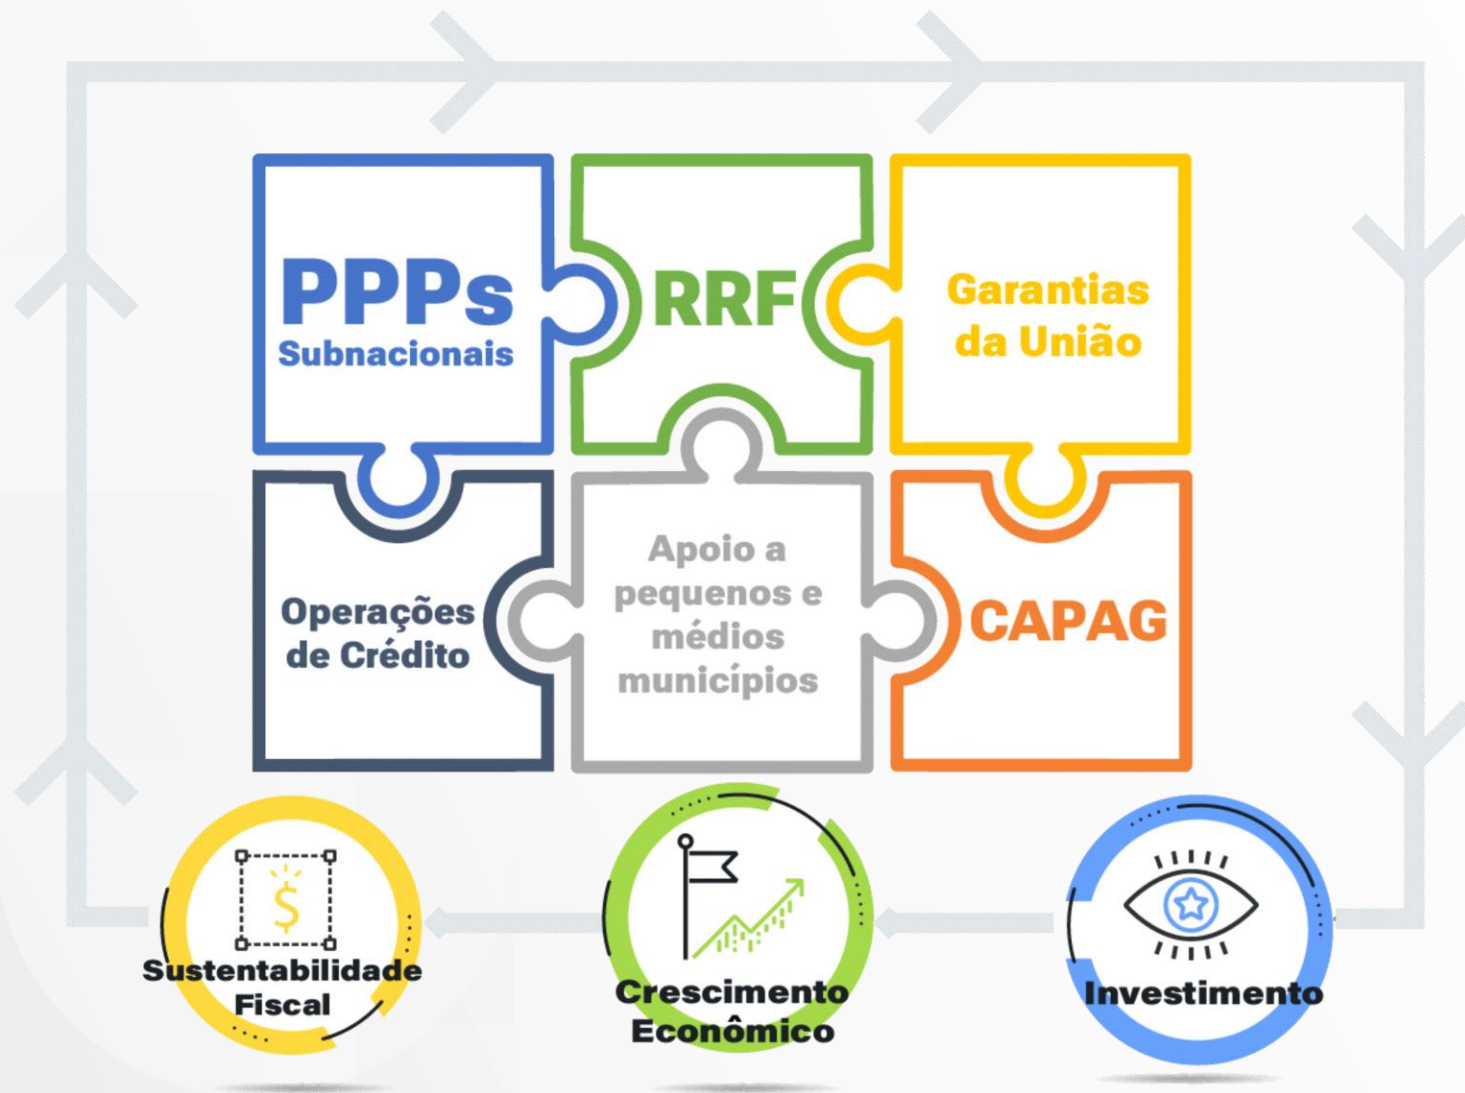 PPPs
Subnacionais
RRF
Garantias
da União
Operações
de Crédito
Apoio a
pequenos e
médios
municípios
CAPAG
Sustentabilidade
Fiscal
Crescimento
Econômico
Investimento